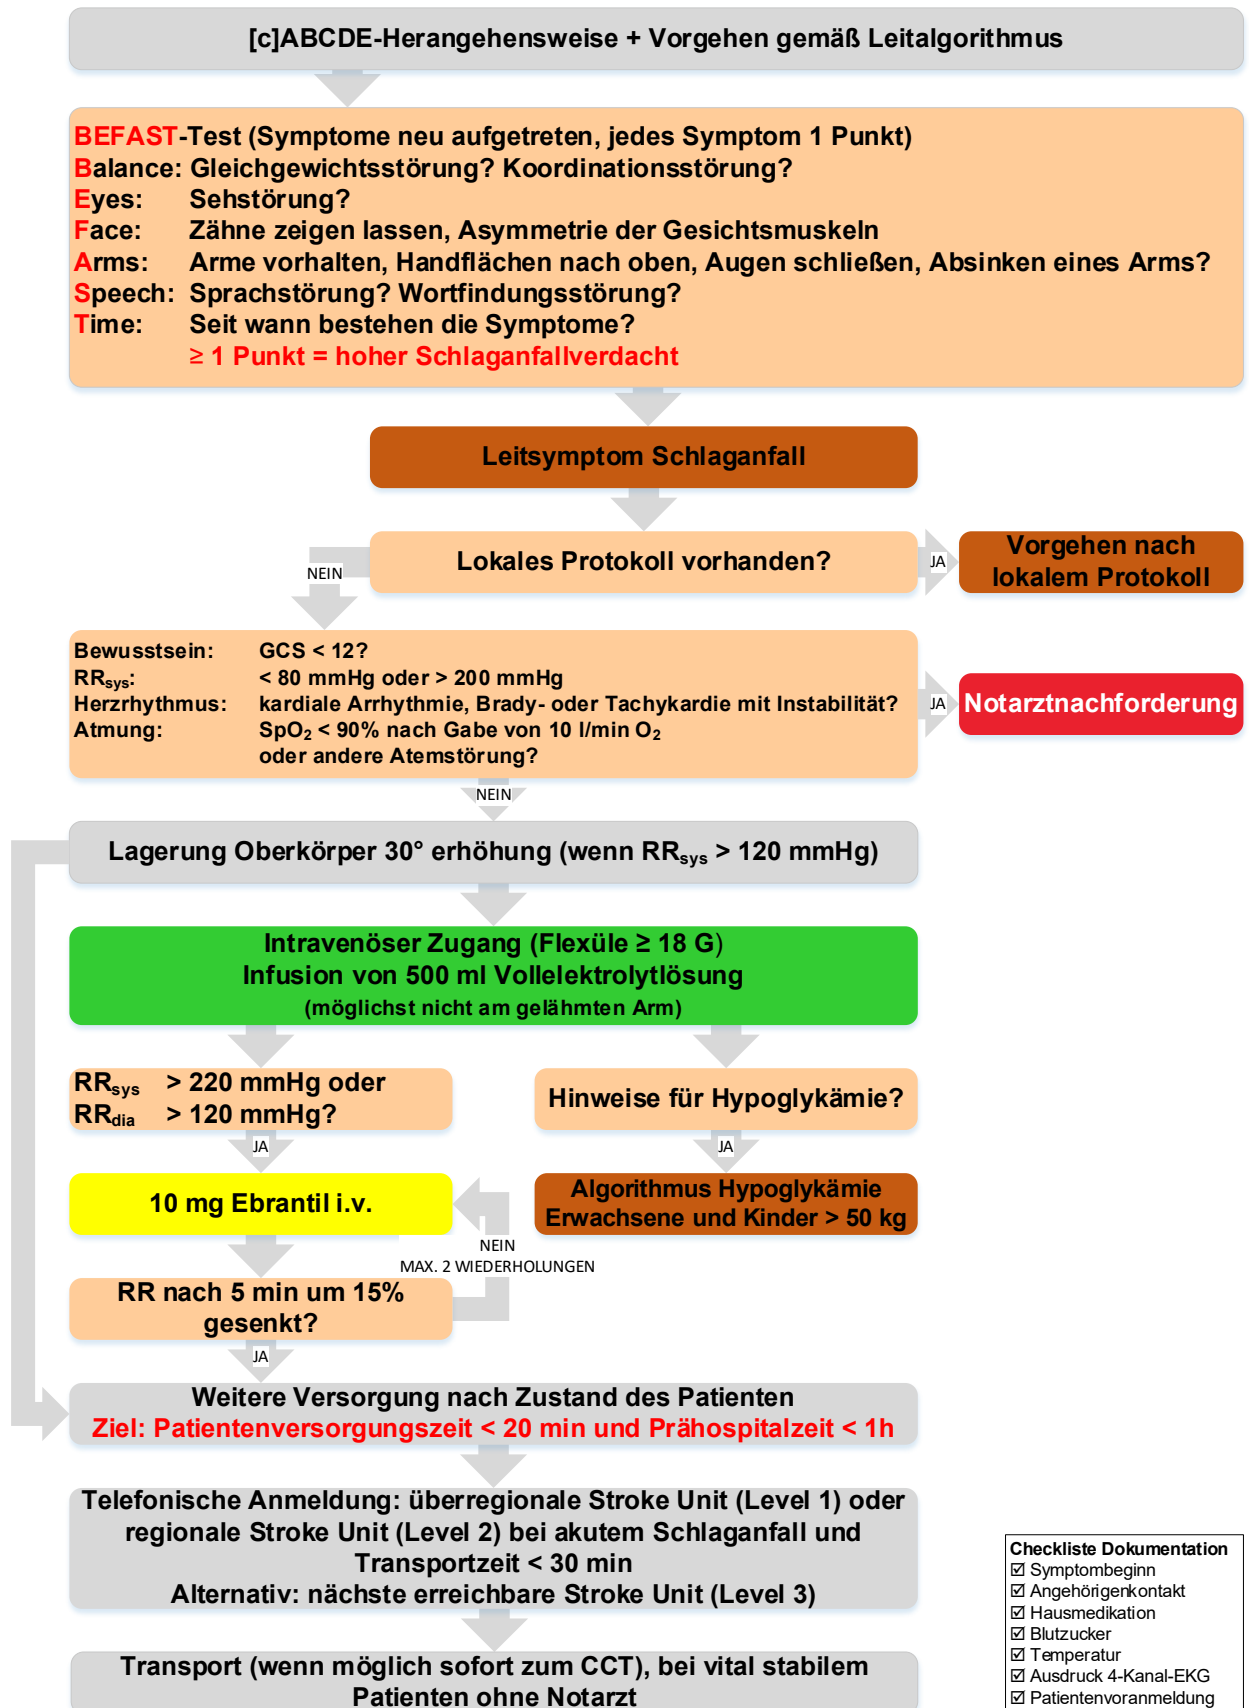 [c]ABCDE-Herangehensweise + Vorgehen gemäß Leitalgorithmus
BEFAST-Test (Symptome neu aufgetreten, jedes Symptom 1 Punkt)
Balance: Gleichgewichtsstörung? Koordinationsstörung?
Eyes: Sehstörung?
Face: Zähne zeigen lassen, Asymmetrie der Gesichtsmuskeln
Arms: Arme vorhalten, Handflächen nach oben, Augen schließen, Absinken eines Arms?
Speech: Sprachstörung? Wortfindungsstörung?
Time: Seit wann bestehen die Symptome?
≥ 1 Punkt = hoher Schlaganfallverdacht
Leitsymptom Schlaganfall
Lokales Protokoll vorhanden?
JA
Vorgehen nach
lokalem Protokoll
NEIN
Bewusstsein: GCS < 12?
RRsys: < 80 mmHg oder > 200 mmHg
Herzrhythmus: kardiale Arrhythmie, Brady- oder Tachykardie mit Instabilität?
Atmung: SpO2 < 90% nach Gabe von 10 l/min O2
oder andere Atemstörung?
JA
Notarztnachforderung
NEIN
Lagerung Oberkörper 30° erhöhung (wenn RRsys > 120 mmHg)
Intravenöser Zugang (Flexüle ≥ 18 G)
Infusion von 500 ml Vollelektrolytlösung
(möglichst nicht am gelähmten Arm)
RRsys > 220 mmHg oder
RRdia > 120 mmHg?
Hinweise für Hypoglykämie?
JA
JA
10 mg Ebrantil i.v.
Algorithmus Hypoglykämie
Erwachsene und Kinder > 50 kg
NEIN
MAX. 2 WIEDERHOLUNGEN
RR nach 5 min um 15%
gesenkt?
JA
Weitere Versorgung nach Zustand des Patienten
Ziel: Patientenversorgungszeit < 20 min und Prähospitalzeit < 1h
Telefonische Anmeldung: überregionale Stroke Unit (Level 1) oder
regionale Stroke Unit (Level 2) bei akutem Schlaganfall und
Transportzeit < 30 min
Alternativ: nächste erreichbare Stroke Unit (Level 3)
Transport (wenn möglich sofort zum CCT), bei vital stabilem
Patienten ohne Notarzt
Checkliste Dokumentation
☑ Symptombeginn
☑ Angehörigenkontakt
☑ Hausmedikation
☑ Blutzucker
☑ Temperatur
☑ Ausdruck 4-Kanal-EKG
☑ Patientenvoranmeldung